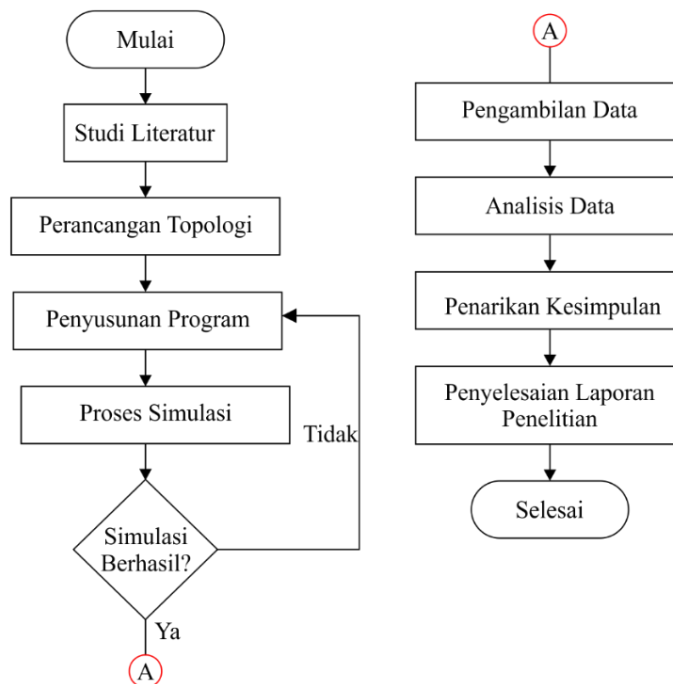 Mulai
Studi Literatur
Perancangan Topologi
Penyusunan Program
Proses Simulasi
Tidak
Simulasi
Berhasil?
Ya
A
A
Pengambilan Data
Analisis Data
Penarikan Kesimpulan
Penyelesaian Laporan
Penelitian
Selesai